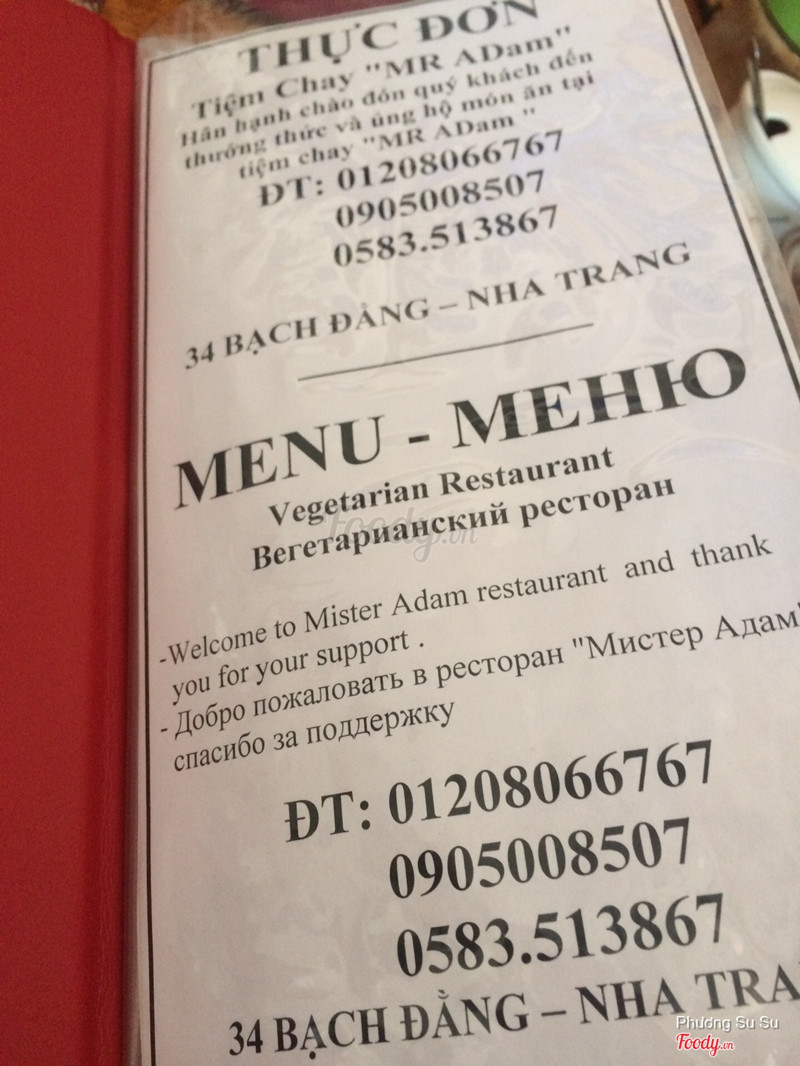 THỰC ĐƠN
Tiệm Chay "MR ADam"
Hân hạnh chào đón quý khách đến
thưởng thức và ủng hộ món ăn tại
tiệm chay "MR ADam "
ĐT: 01208066767
0905008507
0583.513867
34 BẠCH ĐẰNG – NHA TRANG
MENU - МЕНЮ
Vegetarian Restaurant
Вегетарианский ресторан
-Welcome to Mister Adam restaurant and thank
you for your support .
- Добро пожаловать в ресторан "Мистер Адам"
спасибо за поддержку
ĐT: 01208066767
0905008507
0583.513867
34 BẠCH ĐẰNG – NHA TRA
Foody.vn
Phương Su Su
Foody.vn